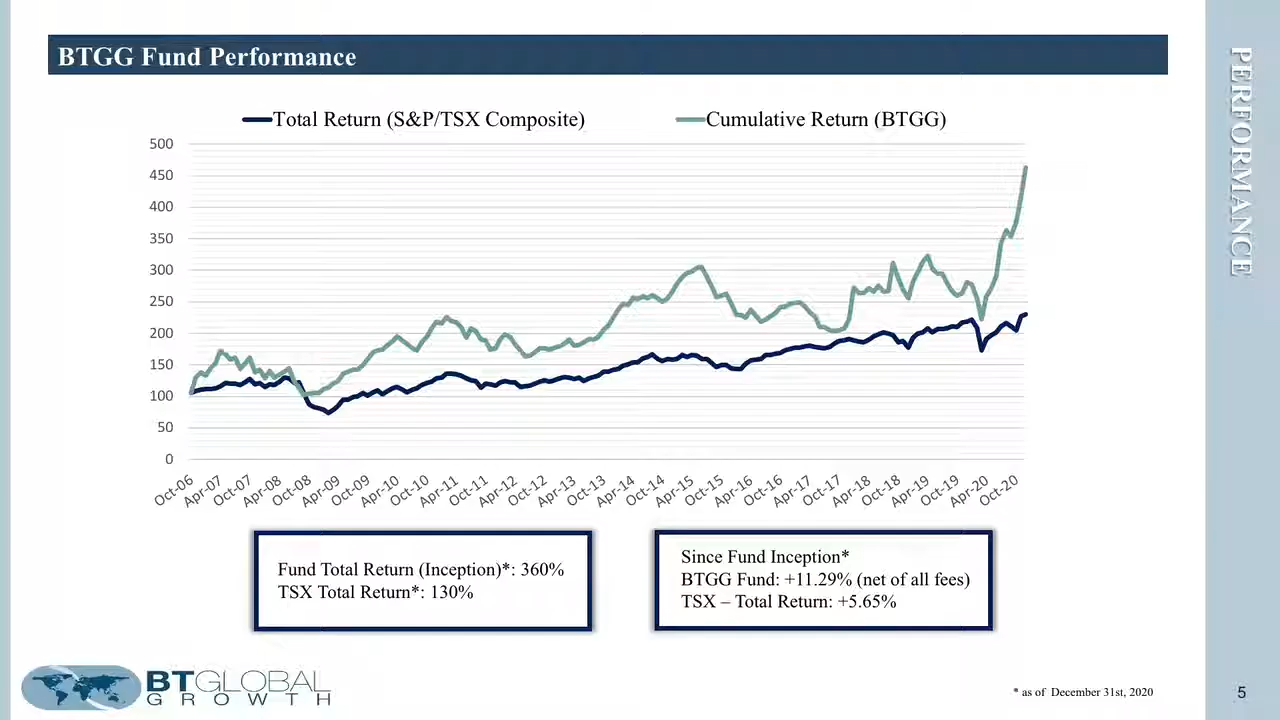 BTGG Fund Performance
PERFORMANCE
Total Return (S&P/TSX Composite)
Cumulative Return (BTGG)
500
450
400
350
300
250
200
150
100
50
0
Oct-06
Apr-07
Oct-07
Apr-08
Oct-08
Apr-09
Oct-09
Apr-10
Oct-10
Apr-11
Oct-11
Apr-12
Oct-12
Apr-13
Oct-13
Apr-14
Oct-14
Apr-15
Oct-15
Apr-16
Oct-16
Apr-17
Oct-17
Apr-18
Oct-18
Apr-19
Oct-19
Apr-20
Oct-20
Fund Total Return (Inception)*: 360%
TSX Total Return*: 130%
Since Fund Inception*
BTGG Fund: +11.29% (net of all fees)
TSX – Total Return: +5.65%
BTGLOBAL
GROWTH
* as of December 31st, 2020
5